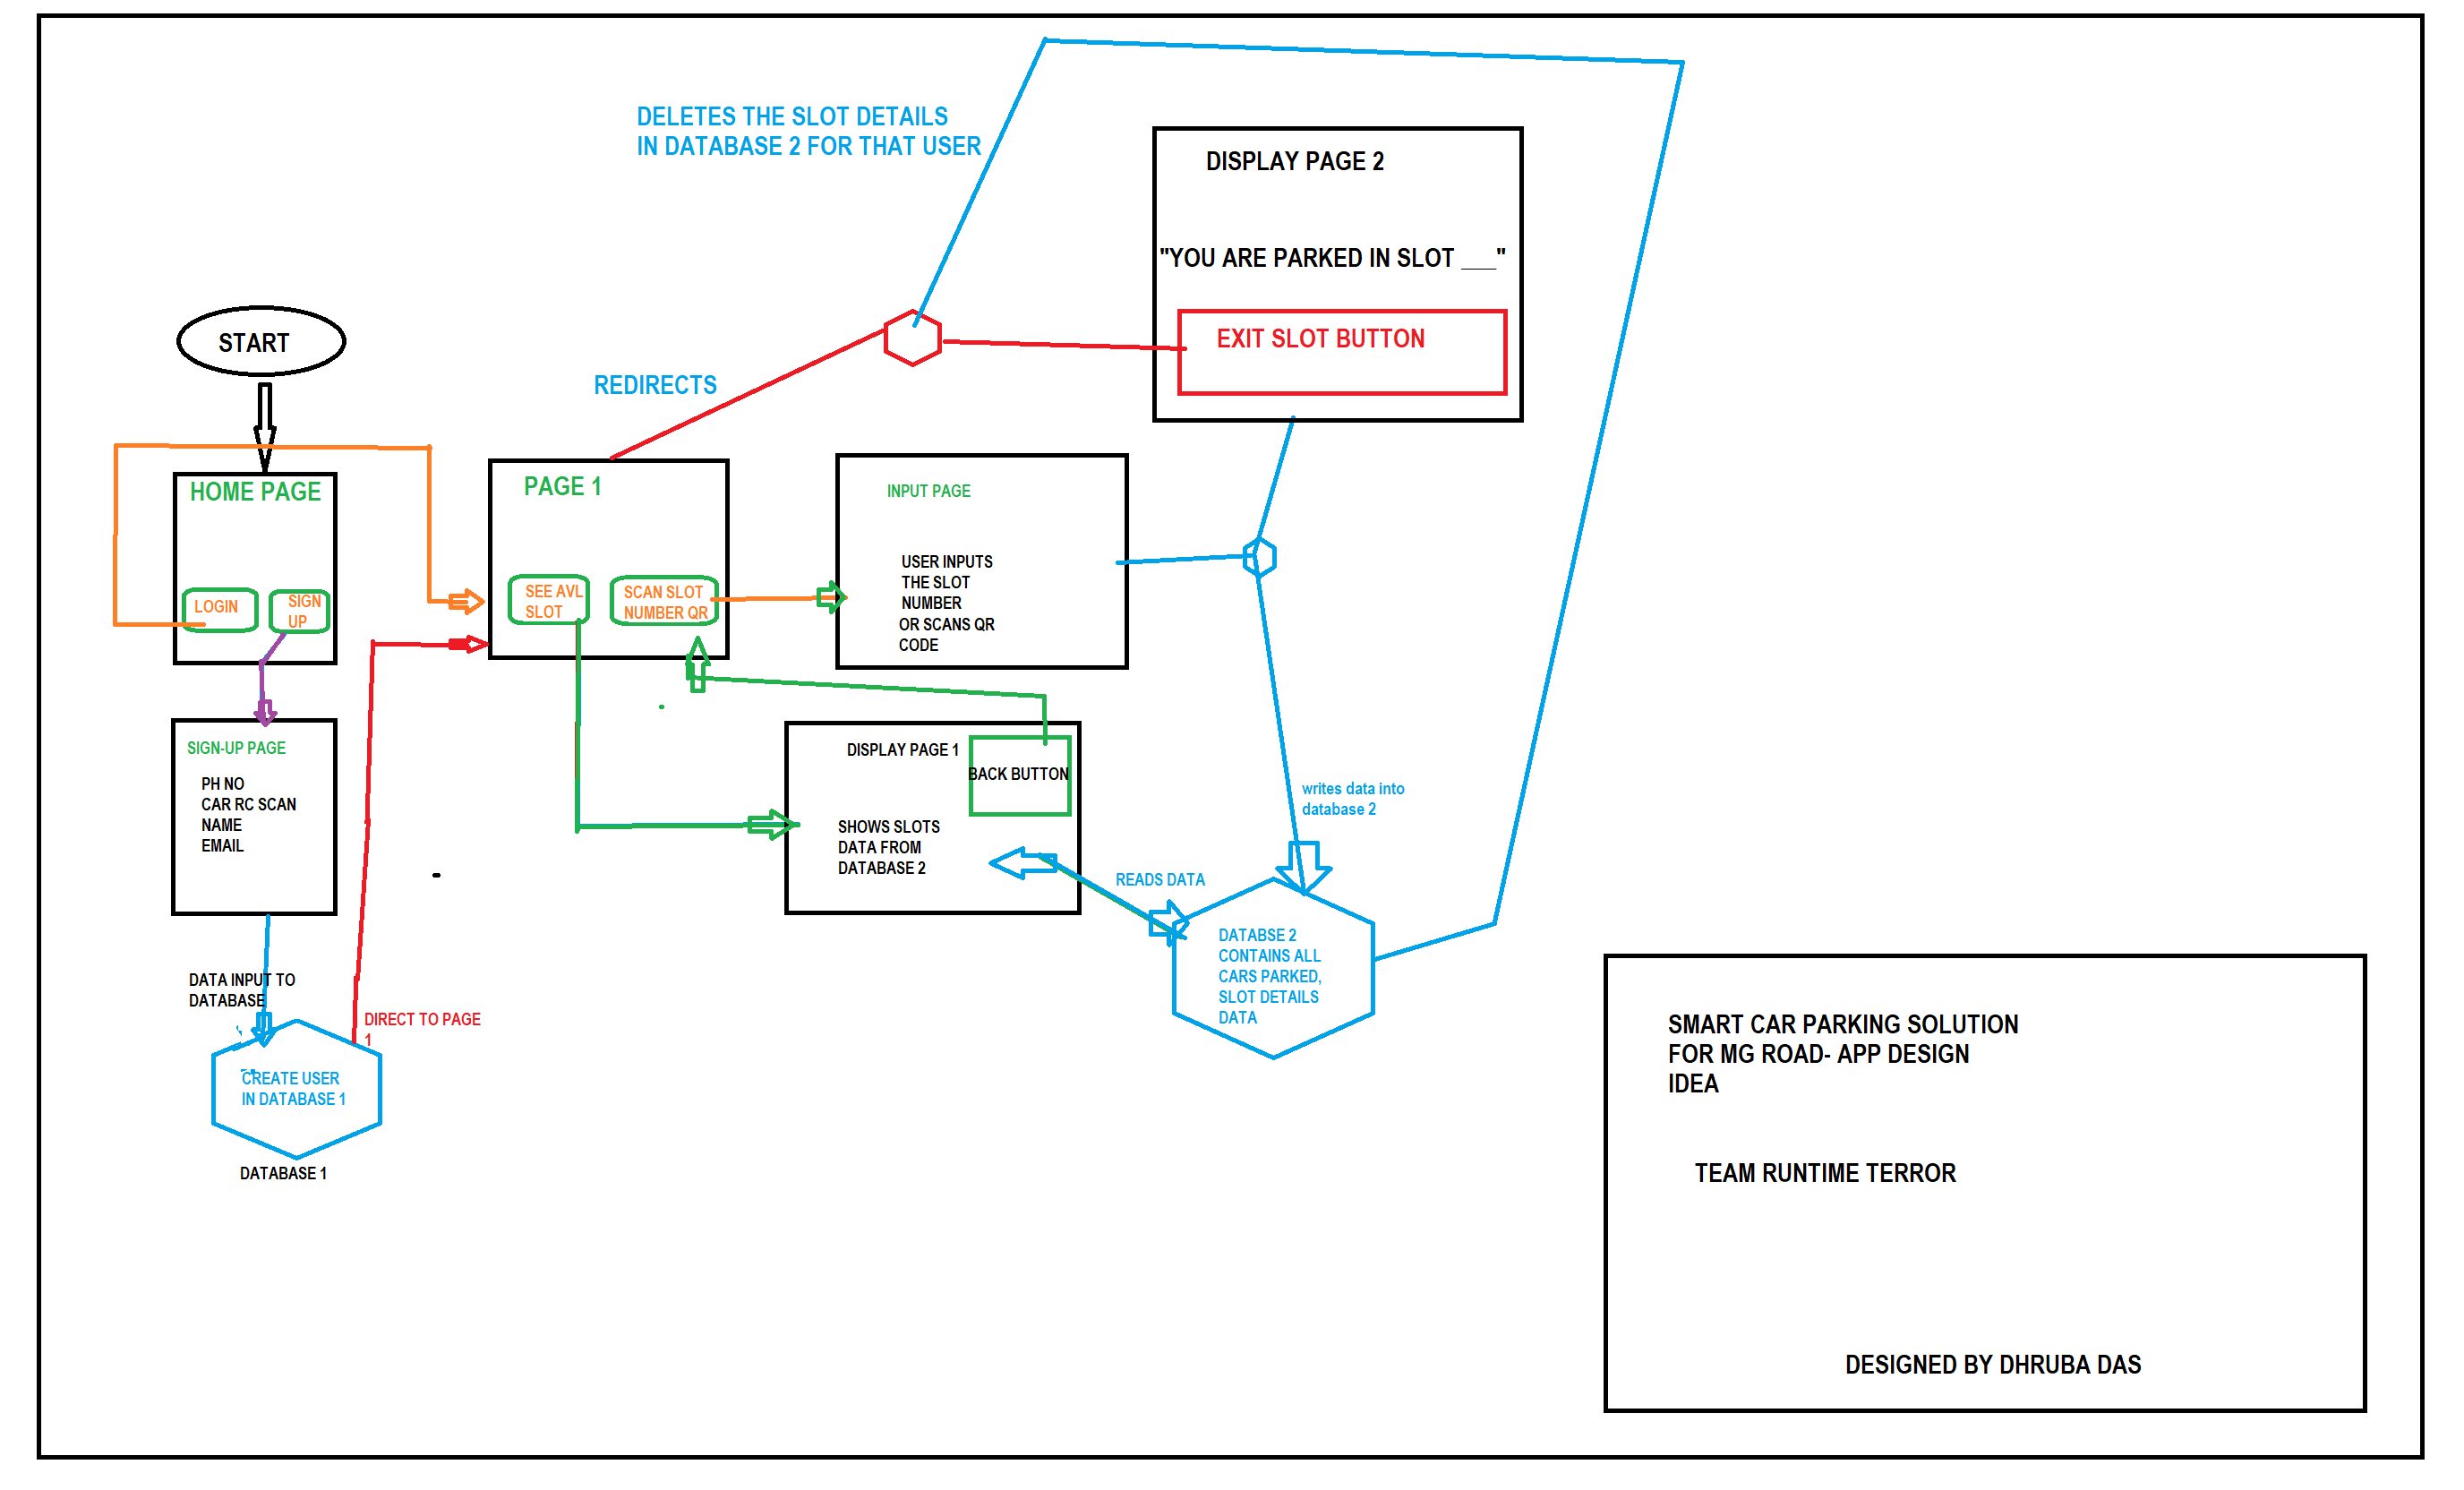 DELETES THE SLOT DETAILS
IN DATABASE 2 FOR THAT USER
DISPLAY PAGE 2
"YOU ARE PARKED IN SLOT ___"
EXIT SLOT BUTTON
START
REDIRECTS
HOME PAGE
LOGIN
SIGN
UP
PAGE 1
SEE AVL
SLOT
SCAN SLOT
NUMBER QR
INPUT PAGE
USER INPUTS
THE SLOT
NUMBER
OR SCANS QR
CODE
SIGN-UP PAGE
PH NO
CAR RC SCAN
NAME
EMAIL
DISPLAY PAGE 1
BACK BUTTON
SHOWS SLOTS
DATA FROM
DATABASE 2
READS DATA
writes data into
database 2
DATABSE 2
CONTAINS ALL
CARS PARKED,
SLOT DETAILS
DATA
DATA INPUT TO
DATABASE
DIRECT TO PAGE
1
CREATE USER
IN DATABASE 1
DATABASE 1
SMART CAR PARKING SOLUTION
FOR MG ROAD- APP DESIGN
IDEA
TEAM RUNTIME TERROR
DESIGNED BY DHRUBA DAS